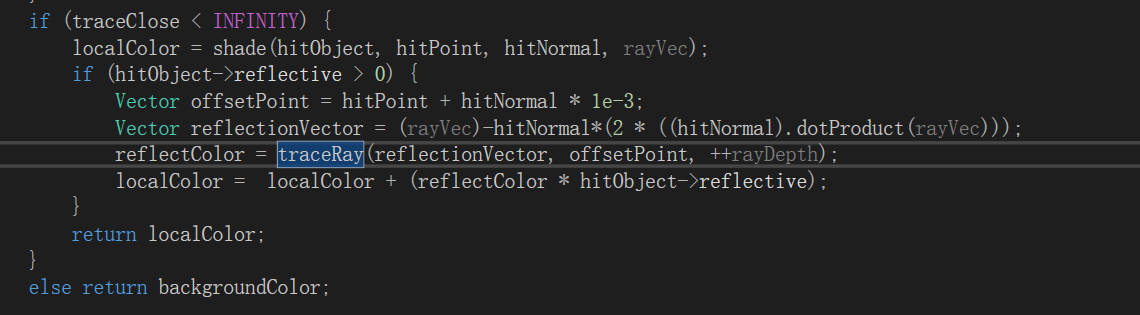 if (traceClose < INFINITY) {
localColor = shade(hitObject, hitPoint, hitNormal, rayVec);
if (hitObject->reflective > 0) {
Vector offsetPoint = hitPoint + hitNormal * 1e-3;
Vector reflectionVector = (rayVec)-hitNormal*(2 * ((hitNormal).dotProduct(rayVec)));
reflectColor = traceRay(reflectionVector, offsetPoint, ++rayDepth);
localColor =  localColor + (reflectColor * hitObject->reflective);
}
return localColor;
}
else return backgroundColor;